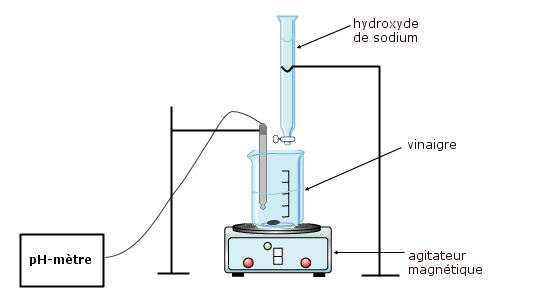 hydroxyde
de sodium
vinaigre
agitateur
magnétique
pH-mètre